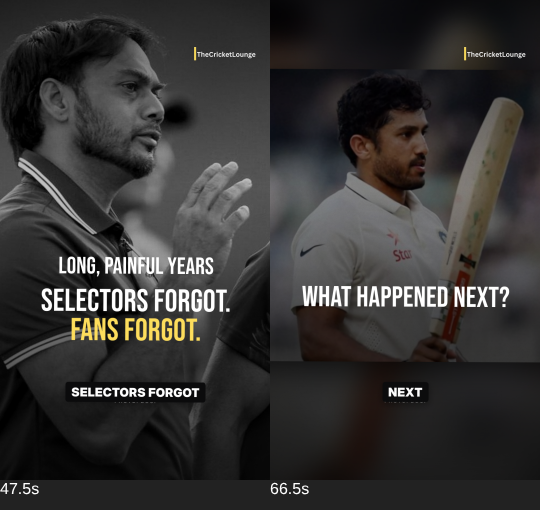 TheCricketLounge
LONG, PAINFUL YEARS
SELECTORS FORGOT.
FANS FORGOT.
SELECTORS FORGOT
47.5s
TheCricketLounge
Star
WHAT HAPPENED NEXT?
NEXT
66.5s